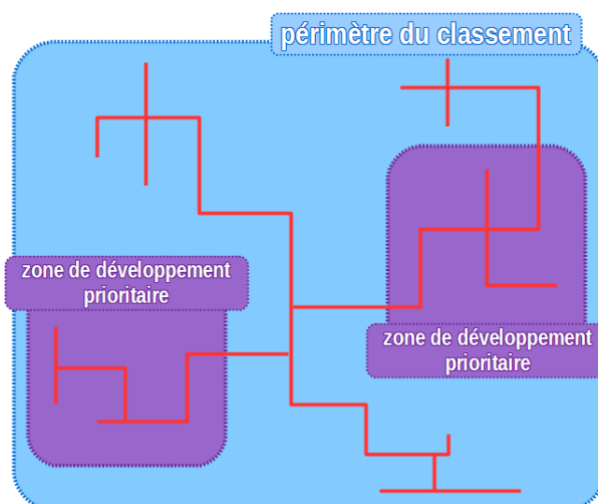 périmètre du classement
zone de développement
prioritaire
zone de développement
prioritaire